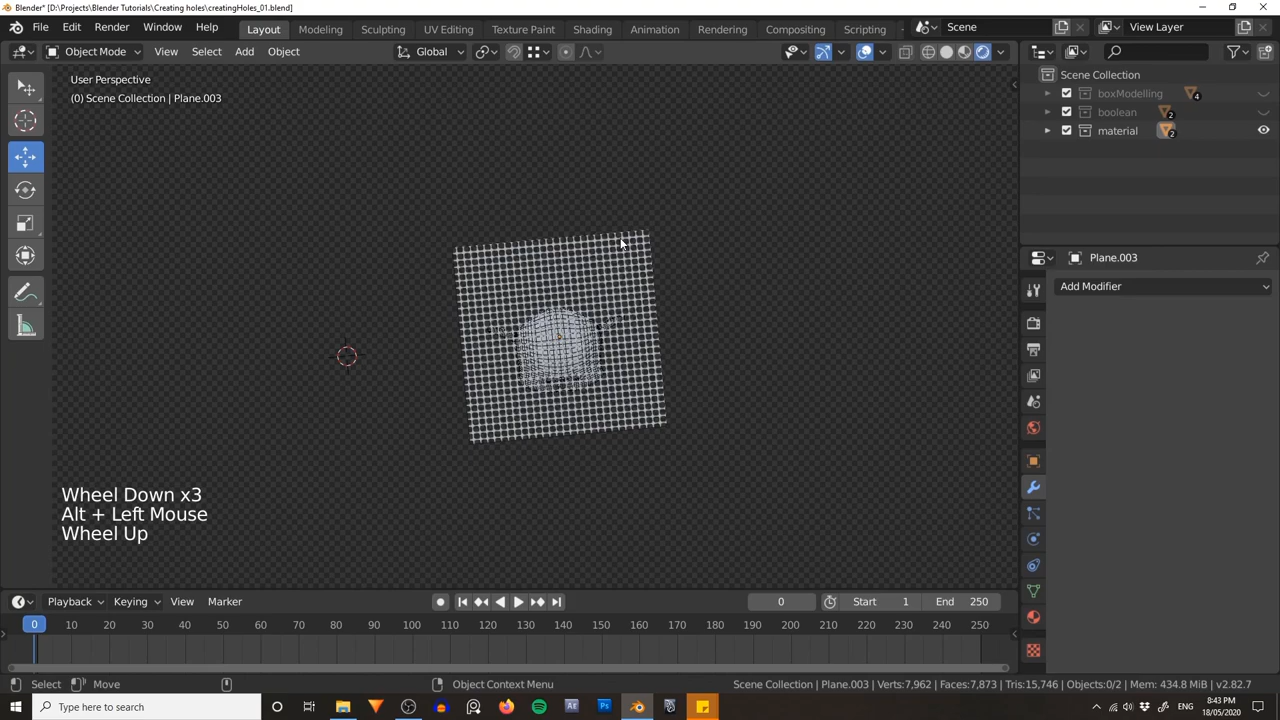 Blender* [D:\Projects\Blender Tutorials\Creating holes\creatingHoles_01.blend]
File Edit Render Window Help Layout Modeling Sculpting UV Editing Texture Paint Shading Animation Rendering Compositing Scripting Scene View Layer
Object Mode View Select Add Object Global
User Perspective
(0) Scene Collection | Plane.003
Scene Collection
boxModelling 4
boolean 2
material 2
Plane.003
Add Modifier
Wheel Down x3
Alt + Left Mouse
Wheel Up
Playback Keying View Marker 0 Start 1 End 250
0 10 20 30 40 50 60 70 80 90 100 110 120 130 140 150 160 170 180 190 200 210 220 230 240 250
Select Move Object Context Menu Scene Collection | Plane.003 | Verts:7,962 | Faces:7,873 | Tris:15,746 | Objects:0/2 | Mem: 434.8 MiB | v2.82.7
Type here to search Ae Ps ENG 8:43 PM
18/05/2020